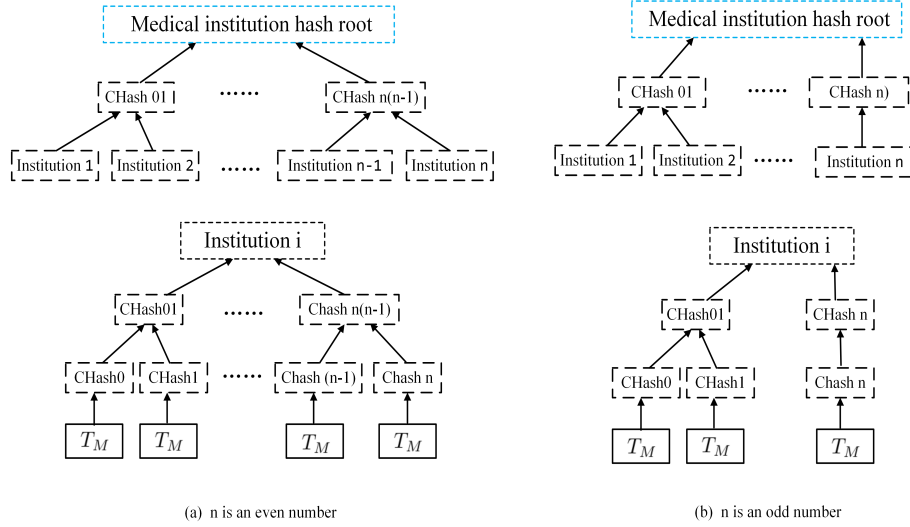 Medical institution hash root
CHash 01 ...... CHash n(n-1)
Institution 1 Institution 2 ...... Institution n-1 Institution n
Institution i
CHash01 ...... Chash n(n-1)
CHash0 CHash1 ...... Chash (n-1) Chash n
T_M T_M T_M T_M
(a) n is an even number
Medical institution hash root
CHash 01 ...... CHash n)
Institution 1 Institution 2 ...... Institution n
Institution i
CHash01 CHash n
CHash0 CHash1 Chash n
T_M T_M T_M
(b) n is an odd number